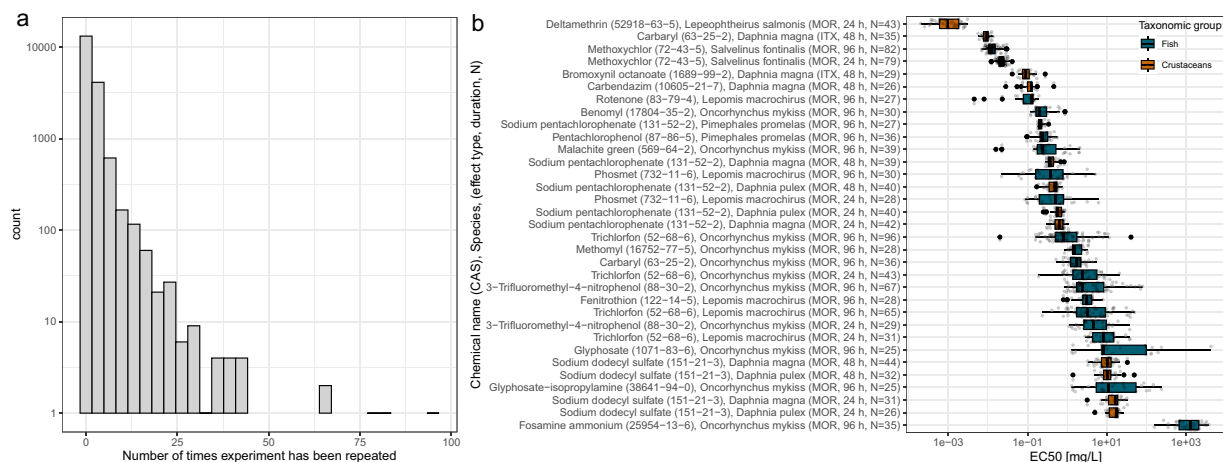 a
10000
1000
100
10
1
count
0
25
50
75
100
Number of times experiment has been repeated
b
Chemical name (CAS), Species, (effect type, duration, N)
Deltamethrin (52918−63−5), Lepeophtheirus salmonis (MOR, 24 h, N=43)
Carbaryl (63−25−2), Daphnia magna (ITX, 48 h, N=35)
Methoxychlor (72−43−5), Salvelinus fontinalis (MOR, 96 h, N=82)
Methoxychlor (72−43−5), Salvelinus fontinalis (MOR, 24 h, N=79)
Bromoxynil octanoate (1689−99−2), Daphnia magna (ITX, 48 h, N=29)
Carbendazim (10605−21−7), Daphnia magna (MOR, 48 h, N=26)
Rotenone (83−79−4), Lepomis macrochirus (MOR, 96 h, N=27)
Benomyl (17804−35−2), Oncorhynchus mykiss (MOR, 96 h, N=30)
Sodium pentachlorophenate (131−52−2), Pimephales promelas (MOR, 96 h, N=27)
Pentachlorophenol (87−86−5), Pimephales promelas (MOR, 96 h, N=36)
Malachite green (569−64−2), Oncorhynchus mykiss (MOR, 96 h, N=39)
Sodium pentachlorophenate (131−52−2), Daphnia magna (MOR, 48 h, N=39)
Phosmet (732−11−6), Lepomis macrochirus (MOR, 96 h, N=30)
Sodium pentachlorophenate (131−52−2), Daphnia pulex (MOR, 48 h, N=40)
Phosmet (732−11−6), Lepomis macrochirus (MOR, 24 h, N=28)
Sodium pentachlorophenate (131−52−2), Daphnia pulex (MOR, 24 h, N=40)
Sodium pentachlorophenate (131−52−2), Daphnia magna (MOR, 24 h, N=42)
Trichlorfon (52−68−6), Oncorhynchus mykiss (MOR, 96 h, N=96)
Methomyl (16752−77−5), Oncorhynchus mykiss (MOR, 96 h, N=28)
Carbaryl (63−25−2), Oncorhynchus mykiss (MOR, 96 h, N=36)
Trichlorfon (52−68−6), Oncorhynchus mykiss (MOR, 24 h, N=43)
3−Trifluoromethyl−4−nitrophenol (88−30−2), Oncorhynchus mykiss (MOR, 96 h, N=67)
Fenitrothion (122−14−5), Lepomis macrochirus (MOR, 96 h, N=28)
Trichlorfon (52−68−6), Lepomis macrochirus (MOR, 96 h, N=65)
3−Trifluoromethyl−4−nitrophenol (88−30−2), Oncorhynchus mykiss (MOR, 24 h, N=29)
Trichlorfon (52−68−6), Lepomis macrochirus (MOR, 24 h, N=31)
Glyphosate (1071−83−6), Oncorhynchus mykiss (MOR, 96 h, N=25)
Sodium dodecyl sulfate (151−21−3), Daphnia magna (MOR, 48 h, N=44)
Sodium dodecyl sulfate (151−21−3), Daphnia pulex (MOR, 48 h, N=32)
Glyphosate−isopropylamine (38641−94−0), Oncorhynchus mykiss (MOR, 96 h, N=25)
Sodium dodecyl sulfate (151−21−3), Daphnia magna (MOR, 24 h, N=31)
Sodium dodecyl sulfate (151−21−3), Daphnia pulex (MOR, 24 h, N=26)
Fosamine ammonium (25954−13−6), Oncorhynchus mykiss (MOR, 96 h, N=35)
Taxonomic group
Fish
Crustaceans
1e−03
1e−01
1e+01
1e+03
EC50 [mg/L]